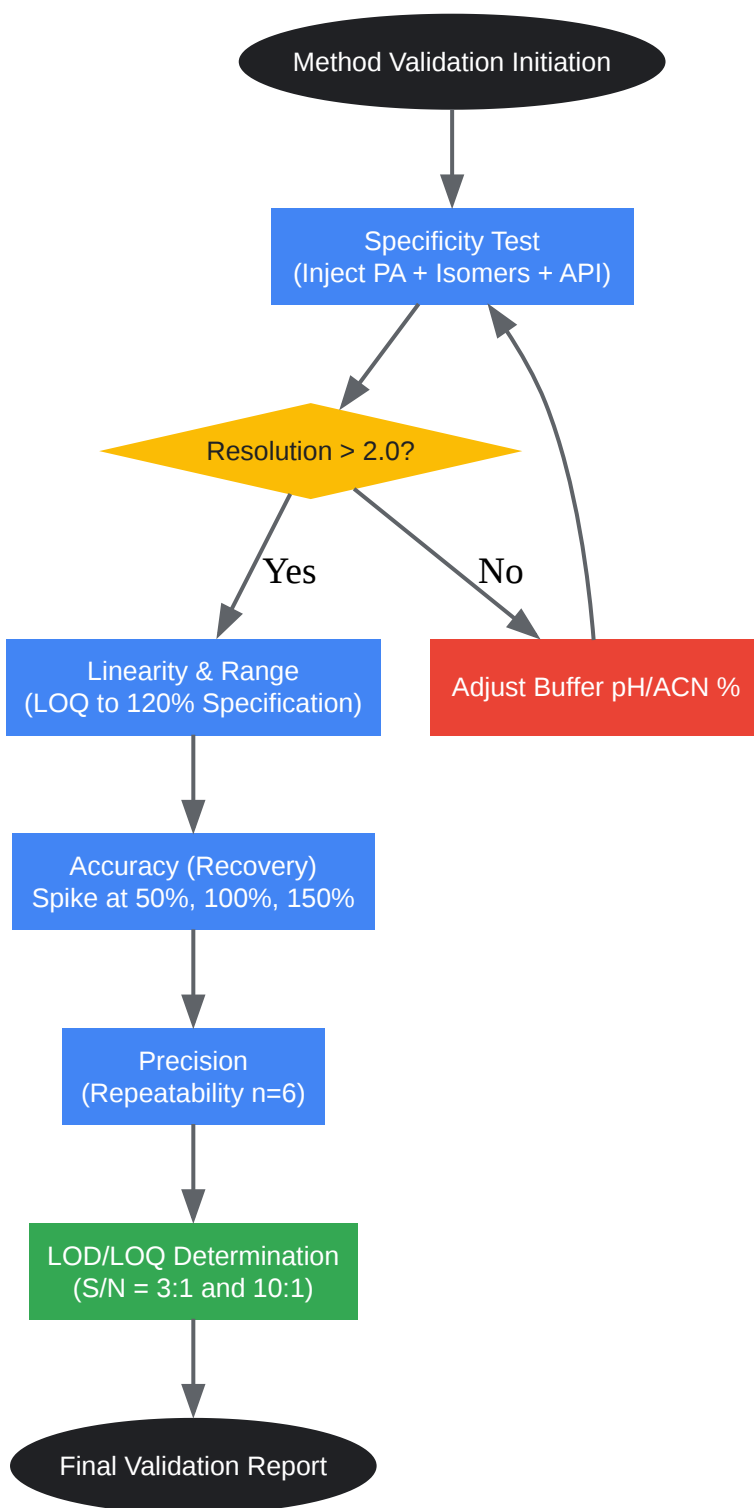 Method Validation Initiation
Specificity Test
(Inject PA + Isomers + API)
Resolution > 2.0?
Yes
No
Linearity & Range
(LOQ to 120% Specification)
Adjust Buffer pH/ACN %
Accuracy (Recovery)
Spike at 50%, 100%, 150%
Precision
(Repeatability n=6)
LOD/LOQ Determination
(S/N = 3:1 and 10:1)
Final Validation Report